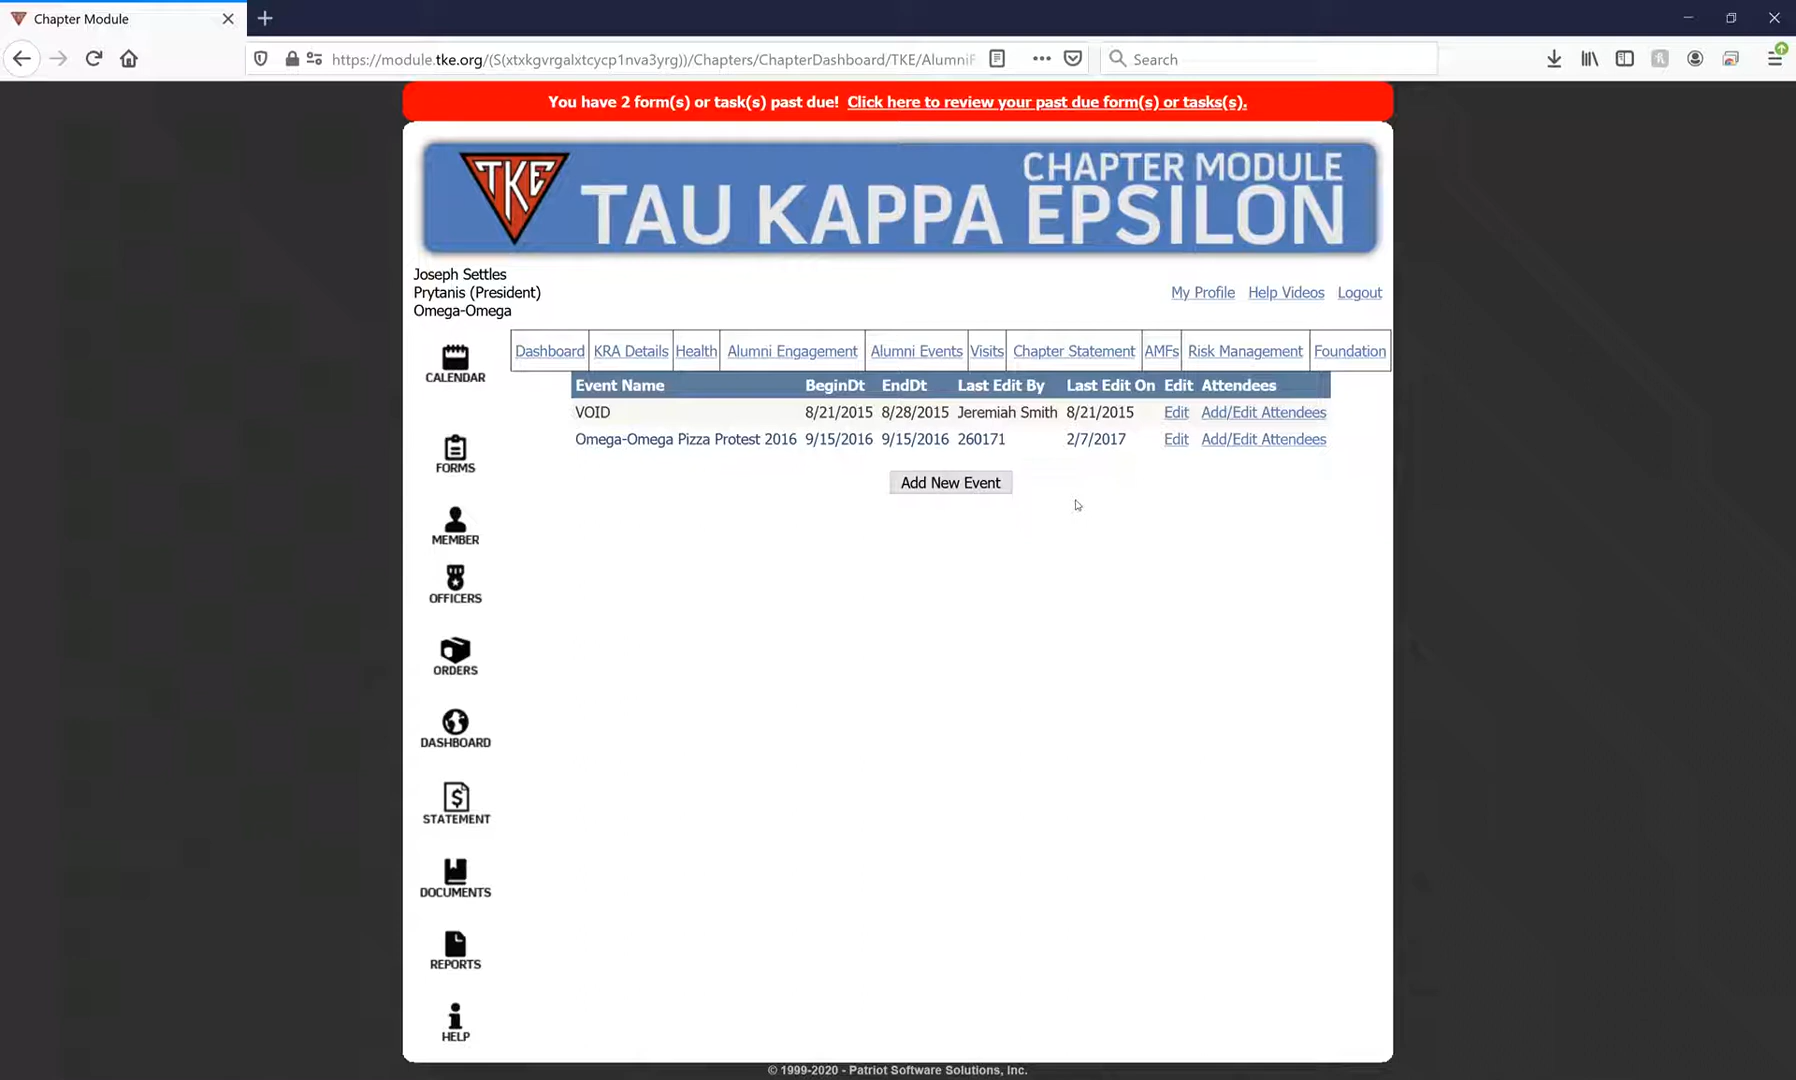 Chapter Module
https://module.tke.org/(S(xtxkgvrgalxtcycp1nva3yrg))/Chapters/ChapterDashboard/TKE/AlumniF
Search
You have 2 form(s) or task(s) past due! Click here to review your past due form(s) or tasks(s).
TKE
CHAPTER MODULE
TAU KAPPA EPSILON
Joseph Settles
Prytanis (President)
Omega-Omega
My Profile Help Videos Logout
Dashboard KRA Details Health Alumni Engagement Alumni Events Visits Chapter Statement AMFs Risk Management Foundation
Event Name BeginDt EndDt Last Edit By Last Edit On Edit Attendees
VOID 8/21/2015 8/28/2015 Jeremiah Smith 8/21/2015 Edit Add/Edit Attendees
Omega-Omega Pizza Protest 2016 9/15/2016 9/15/2016 260171 2/7/2017 Edit Add/Edit Attendees
Add New Event
CALENDAR
FORMS
MEMBER
OFFICERS
ORDERS
DASHBOARD
$
STATEMENT
DOCUMENTS
REPORTS
HELP
© 1999-2020 - Patriot Software Solutions, Inc.